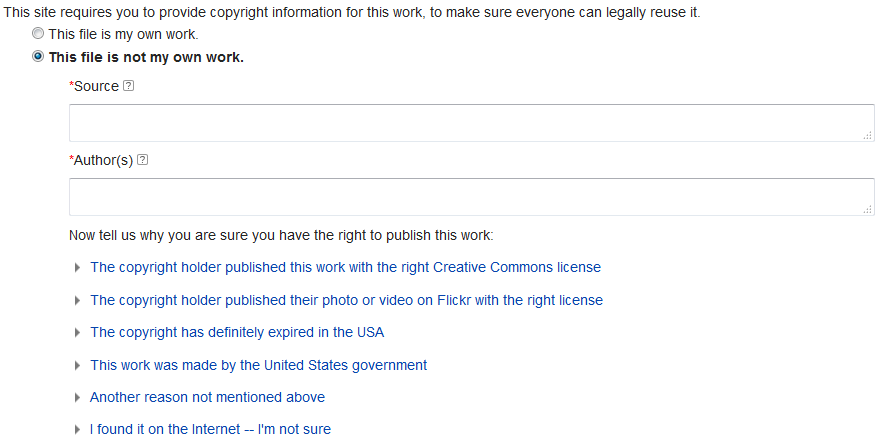 This site requires you to provide copyright information for this work, to make sure everyone can legally reuse it.
This file is my own work.
This file is not my own work.
*Source [?]
*Author(s) [?]
Now tell us why you are sure you have the right to publish this work:
The copyright holder published this work with the right Creative Commons license
The copyright holder published their photo or video on Flickr with the right license
The copyright has definitely expired in the USA
This work was made by the United States government
Another reason not mentioned above
I found it on the Internet -- I'm not sure